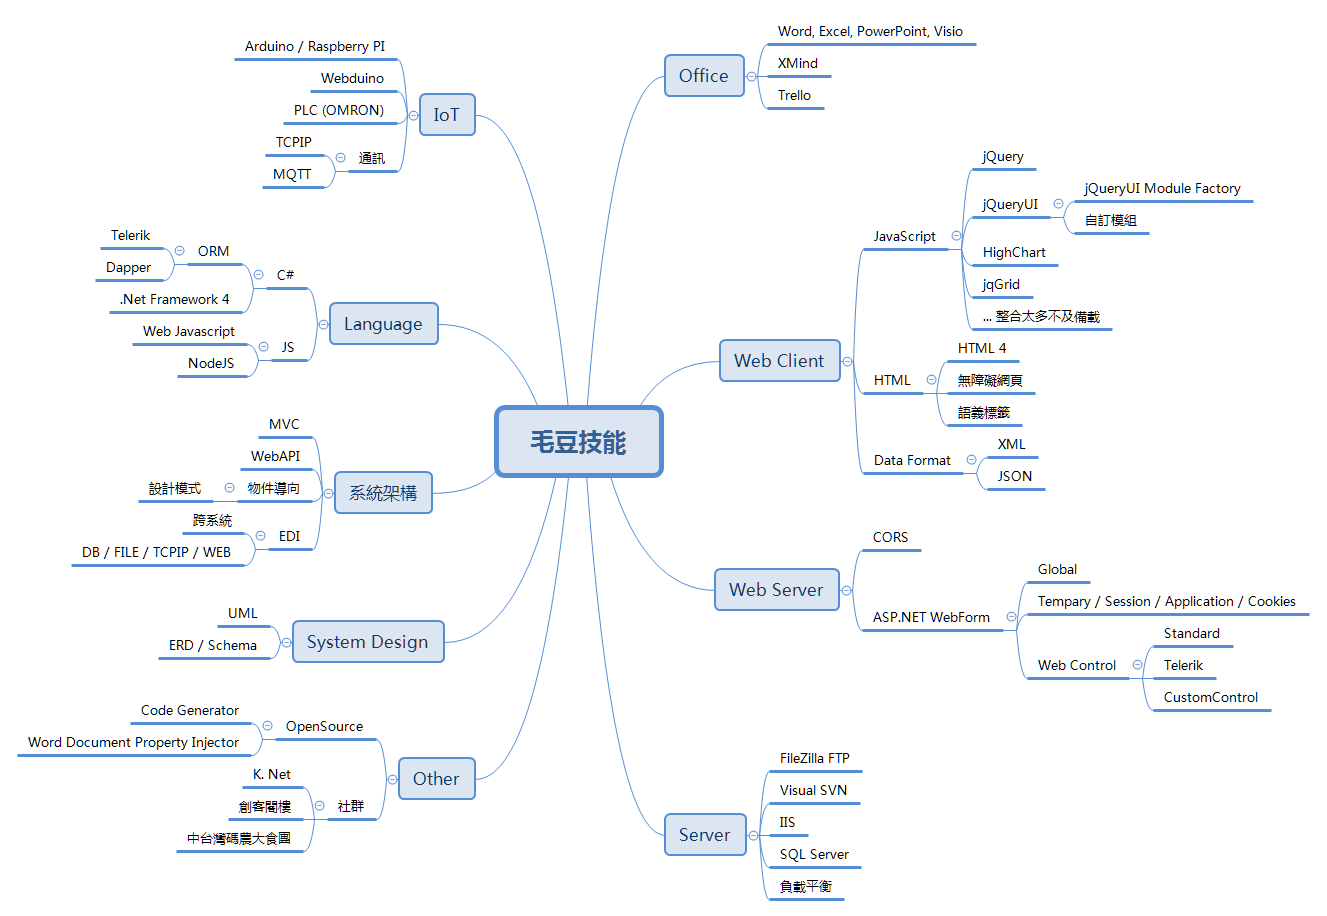 毛豆技能
Office
Word, Excel, PowerPoint, Visio
XMind
Trello
Web Client
JavaScript
jQuery
jQueryUI
jQueryUI Module Factory
自訂模組
HighChart
jqGrid
... 整合太多不及備載
HTML
HTML 4
無障礙網頁
語義標籤
Data Format
XML
JSON
Web Server
CORS
ASP.NET WebForm
Global
Tempary / Session / Application / Cookies
Web Control
Standard
Telerik
CustomControl
Server
FileZilla FTP
Visual SVN
IIS
SQL Server
負載平衡
IoT
Arduino / Raspberry PI
Webduino
PLC (OMRON)
通訊
TCPIP
MQTT
Language
C#
ORM
Telerik
Dapper
.Net Framework 4
JS
Web Javascript
NodeJS
系統架構
MVC
WebAPI
物件導向
設計模式
EDI
跨系統
DB / FILE / TCPIP / WEB
System Design
UML
ERD / Schema
Other
OpenSource
Code Generator
Word Document Property Injector
社群
K. Net
創客閣樓
中台灣碼農大食團